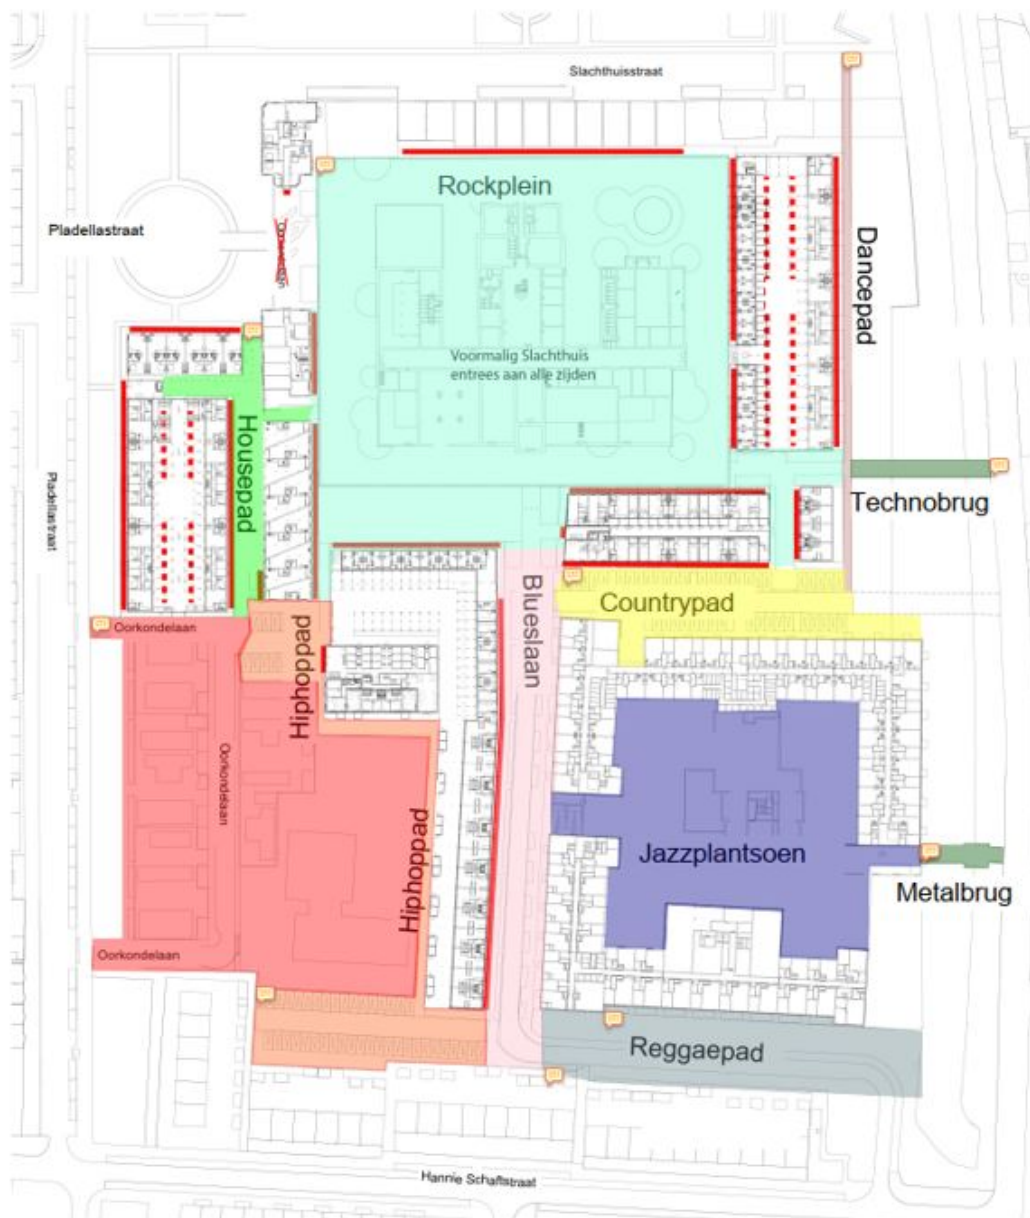 Slachthuisstraat
Rockplein
Pladellastraat
Dancepad
Voormalig Slachthuis
entrees aan alle zijden
Housepad
Pladellastraat
Technobrug
Blueslaan
Countrypad
Oorkondelaan
Hiphoppad
Oorkondelaan
Hiphoppad
Jazzplantsoen
Metalbrug
Oorkondelaan
Reggaepad
Hannie Schaftstraat